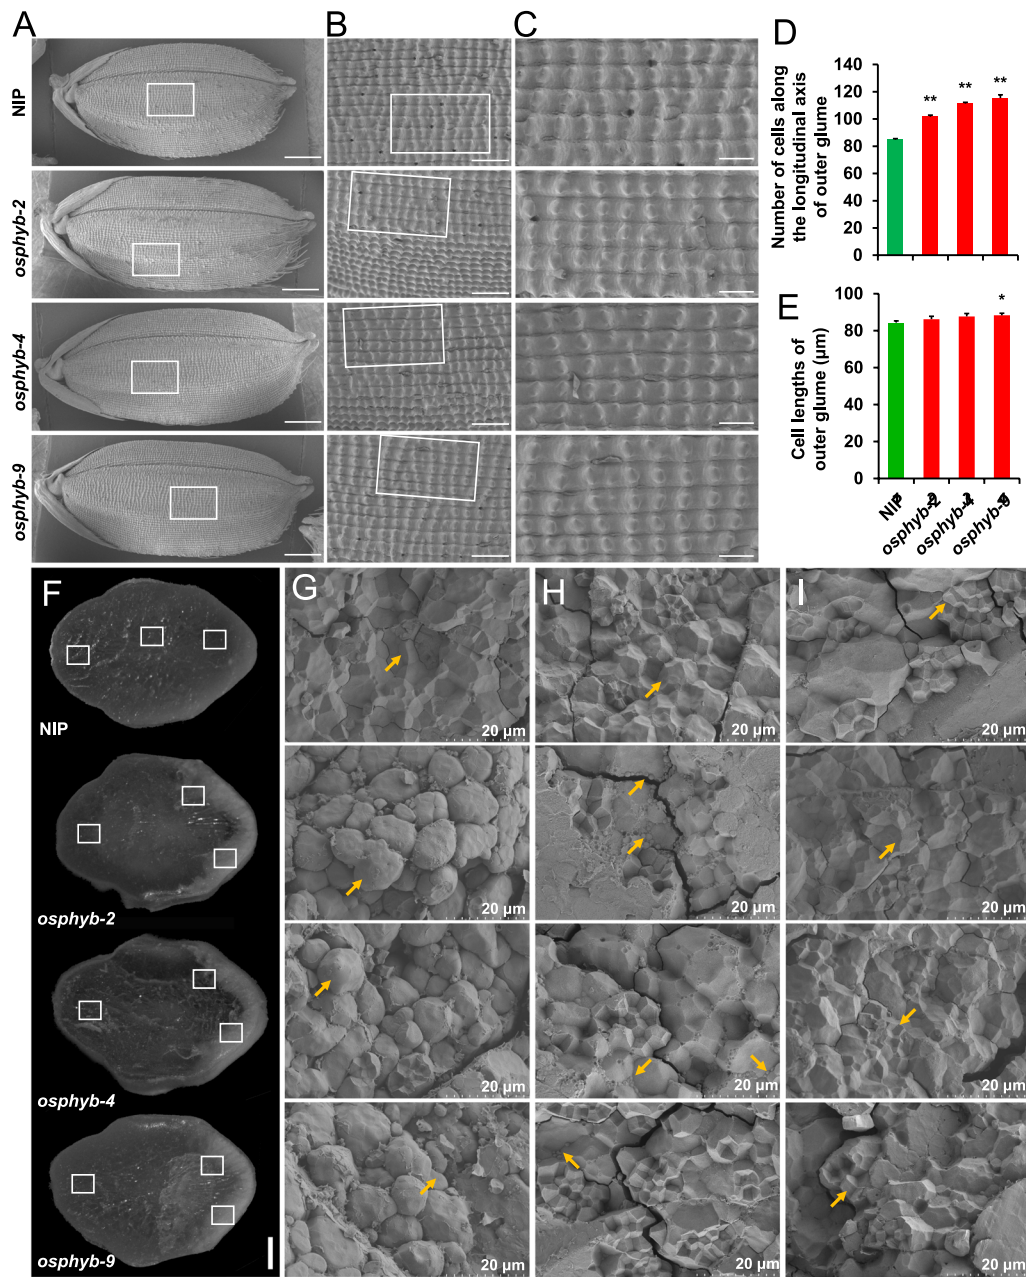 A
B
C
D
NIP
osphyb-2
osphyb-4
osphyb-9
Number of cells along
the longitudinal axis
of outer glume
140
120
100
80
60
40
20
0
**
**
**
E
Cell lengths of
outer glume (µm)
100
80
60
40
20
0
*
NIP
osphyb-2
osphyb-4
osphyb-9
F
G
H
I
NIP
20 µm
20 µm
20 µm
osphyb-2
20 µm
20 µm
20 µm
osphyb-4
20 µm
20 µm
20 µm
osphyb-9
20 µm
20 µm
20 µm